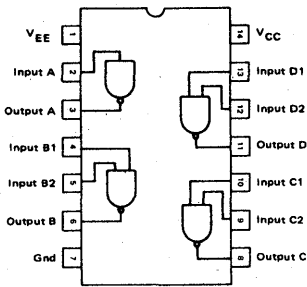 VEE 1 14 VCC
Input A 2 13 Input D1
Output A 3 12 Input D2
Input B1 4 11 Output D
Input B2 5 10 Input C1
Output B 6 9 Input C2
Gnd 7 8 Output C